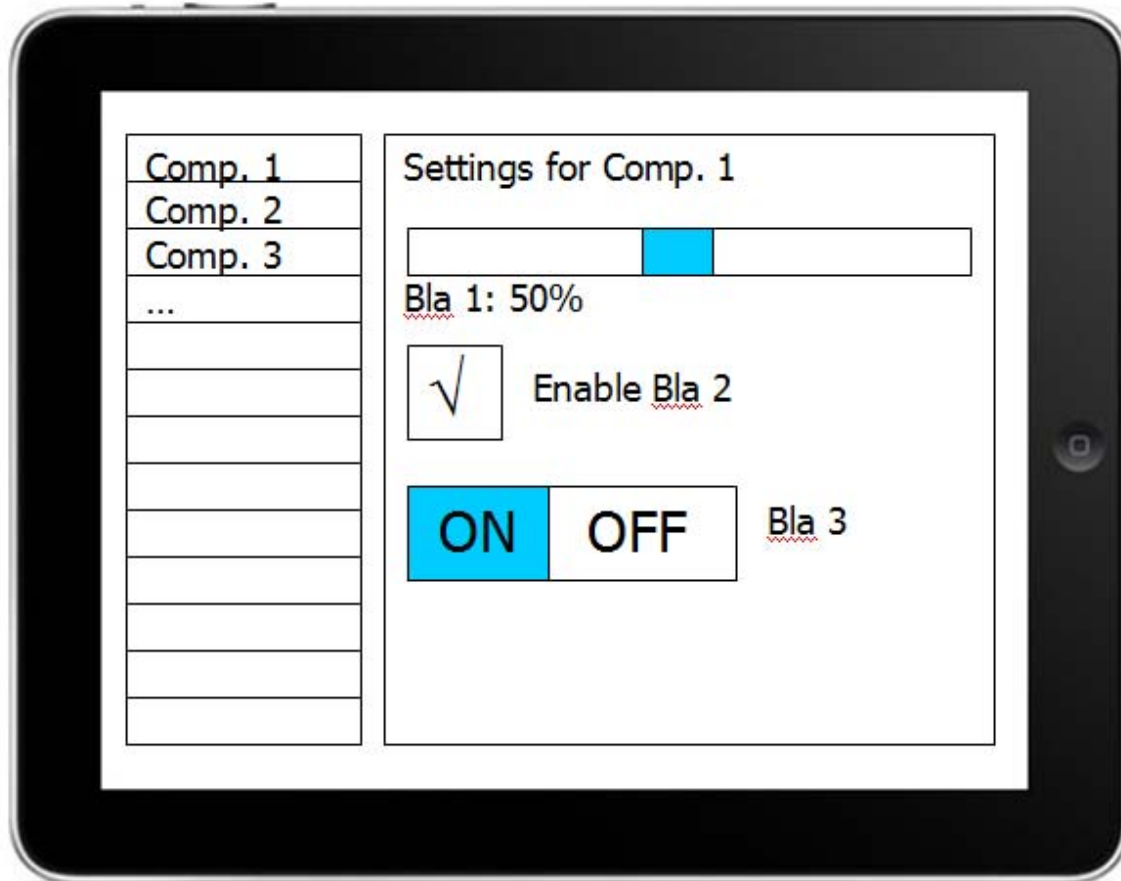 Comp. 1
Comp. 2
Comp. 3
...
Settings for Comp. 1
Bla 1: 50%
√ Enable Bla 2
ON OFF Bla 3